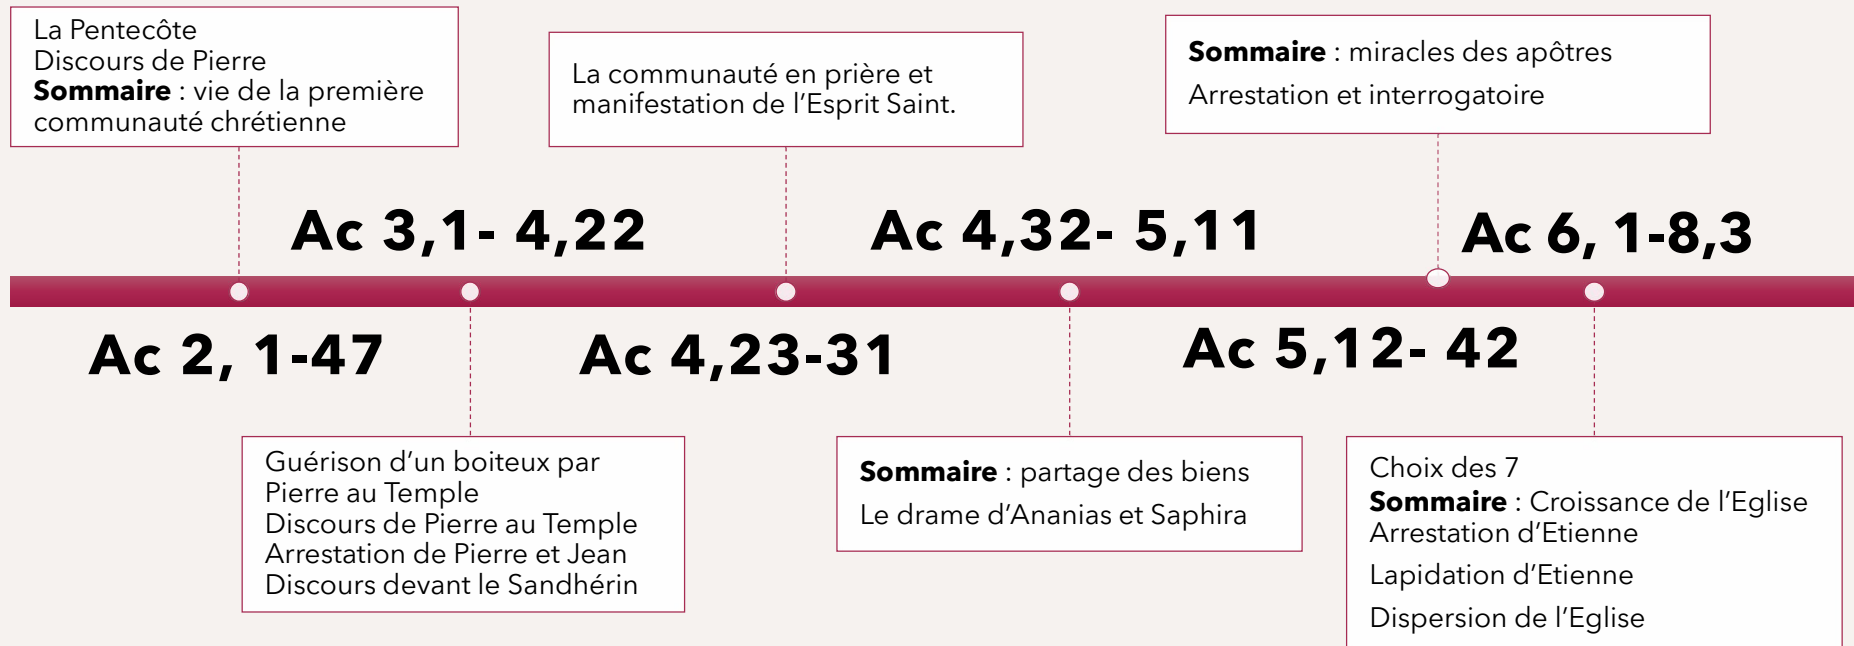 La Pentecôte
Discours de Pierre
Sommaire : vie de la première
communauté chrétienne
La communauté en prière et
manifestation de l'Esprit Saint.
Sommaire : miracles des apôtres
Arrestation et interrogatoire
Ac 3,1- 4,22
Ac 4,32- 5,11
Ac 6, 1-8,3
Ac 2, 1-47
Ac 4,23-31
Ac 5,12- 42
Guérison d'un boiteux par
Pierre au Temple
Discours de Pierre au Temple
Arrestation de Pierre et Jean
Discours devant le Sandhérin
Sommaire : partage des biens
Le drame d'Ananias et Saphira
Choix des 7
Sommaire : Croissance de l'Eglise
Arrestation d'Etienne
Lapidation d'Etienne
Dispersion de l'Eglise